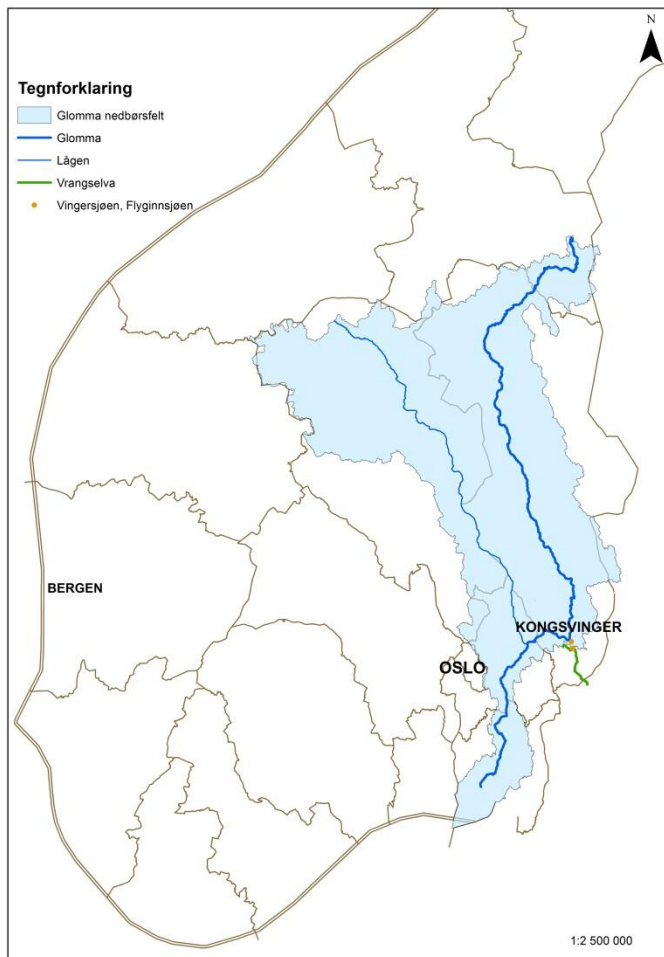 N
Tegnforklaring
Glomma nedbørsfelt
Glomma
Lågen
Vrangselva
Vingersjøen, Flyginnsjøen
BERGEN
KONGSVINGER
OSLO
1:2 500 000